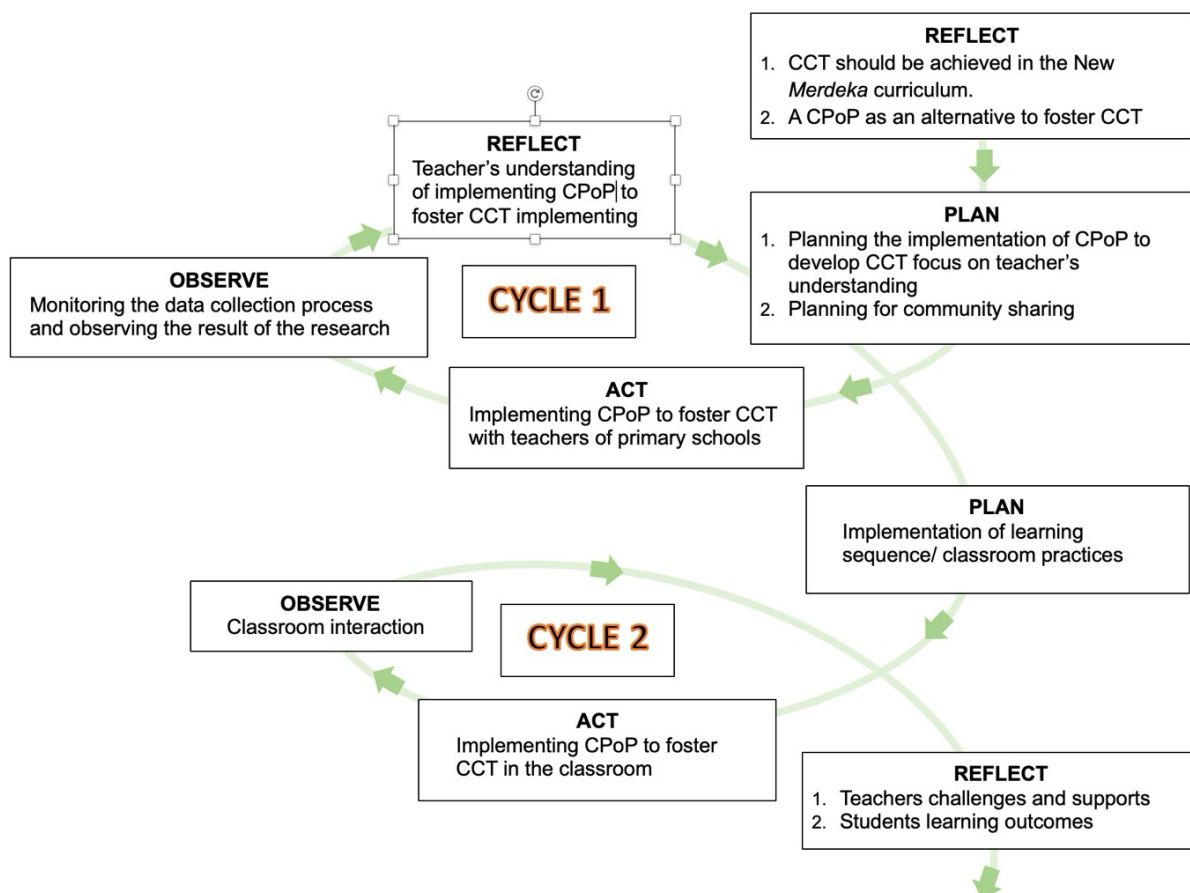 REFLECT
1. CCT should be achieved in the New
Merdeka curriculum.
2. A CPoP as an alternative to foster CCT
REFLECT
Teacher's understanding
of implementing CPoP to
foster CCT implementing
PLAN
1. Planning the implementation of CPoP to
develop CCT focus on teacher's
understanding
2. Planning for community sharing
OBSERVE
Monitoring the data collection process
and observing the result of the research
CYCLE 1
ACT
Implementing CPoP to foster CCT
with teachers of primary schools
PLAN
Implementation of learning
sequence/ classroom practices
OBSERVE
Classroom interaction
CYCLE 2
ACT
Implementing CPoP to foster
CCT in the classroom
REFLECT
1. Teachers challenges and supports
2. Students learning outcomes